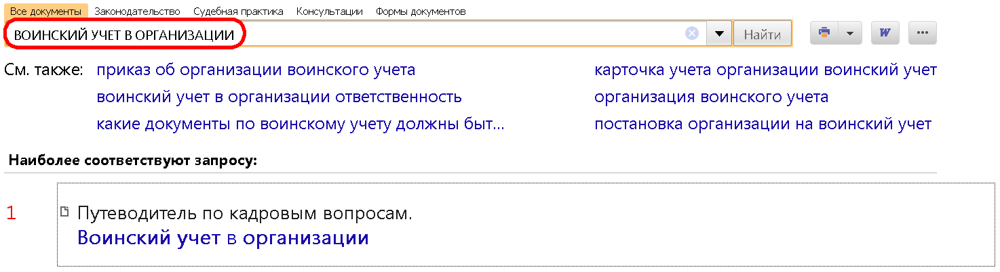 Все документы Законодательство Судебная практика Консультации Формы документов
ВОИНСКИЙ УЧЕТ В ОРГАНИЗАЦИИ Найти W
См. также: приказ об организации воинского учета карточка учета организации воинский учет
воинский учет в организации ответственность организация воинского учета
какие документы по воинскому учету должны быт... постановка организации на воинский учет
Наиболее соответствуют запросу:
1 Путеводитель по кадровым вопросам.
Воинский учет в организации